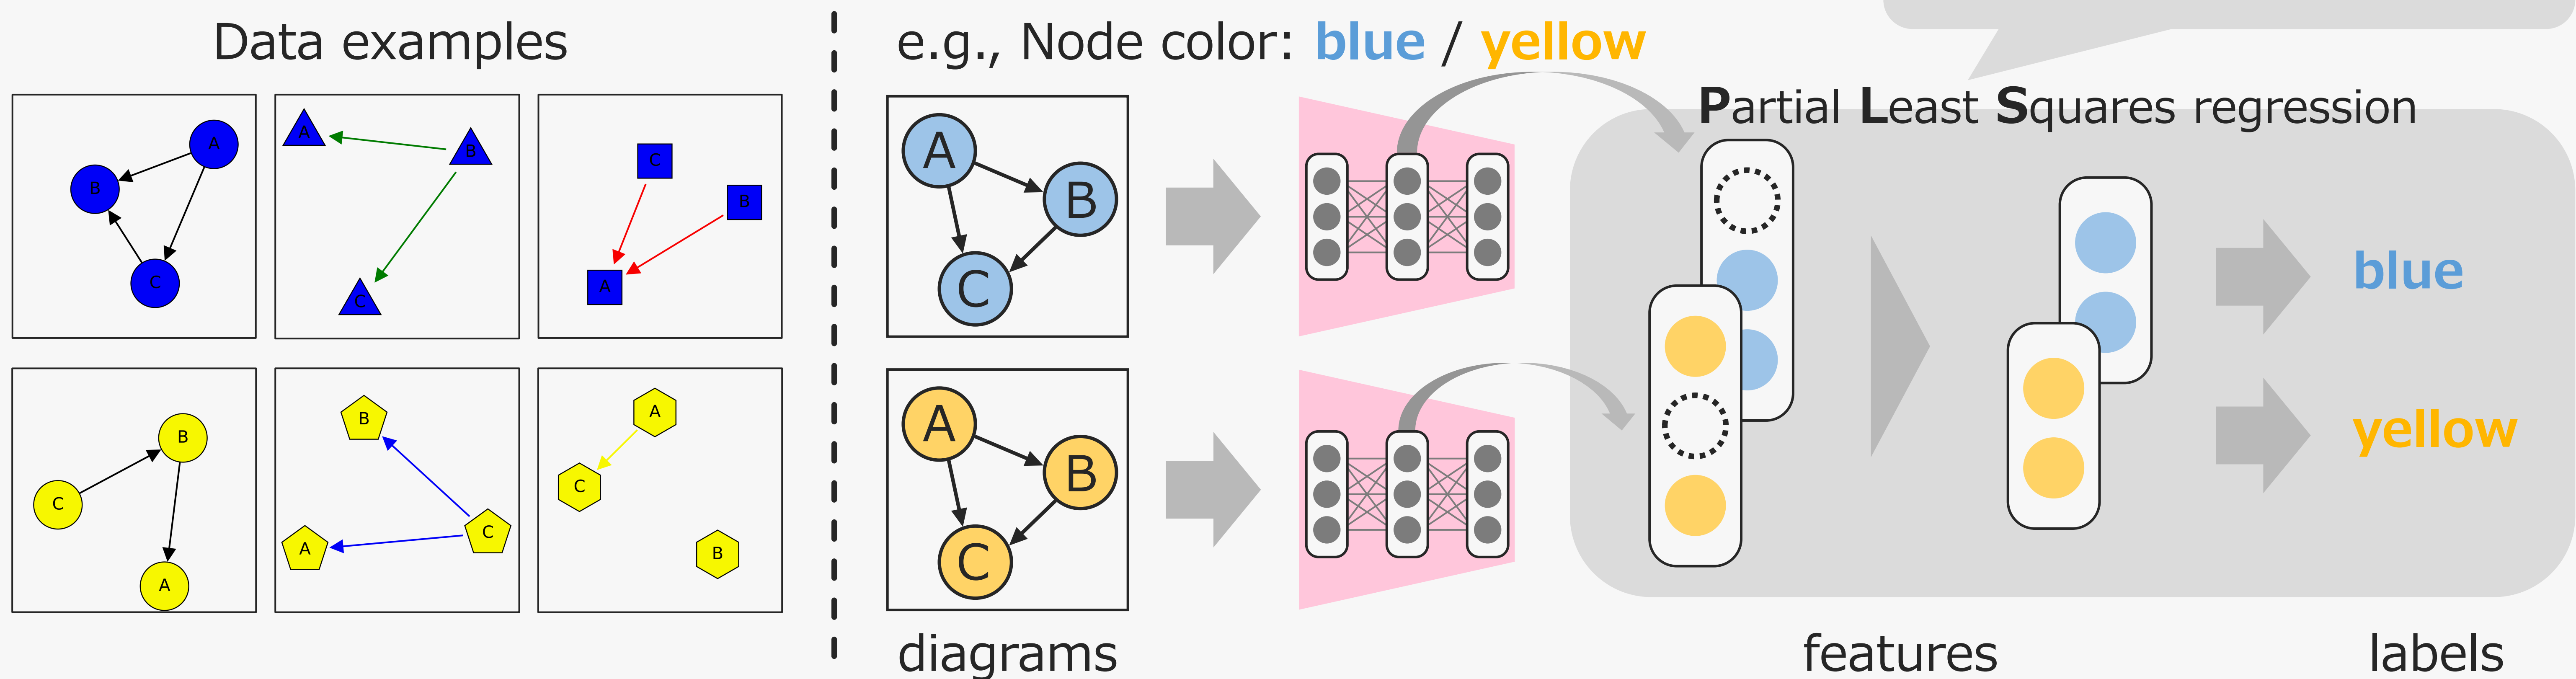 Data examples
A
B
C
A
B
C
C
B
A
B
C
A
B
C
A
A
C
B
e.g., Node color: blue / yellow
A
B
C
A
B
C
diagrams
Partial Least Squares regression
blue
yellow
features
labels